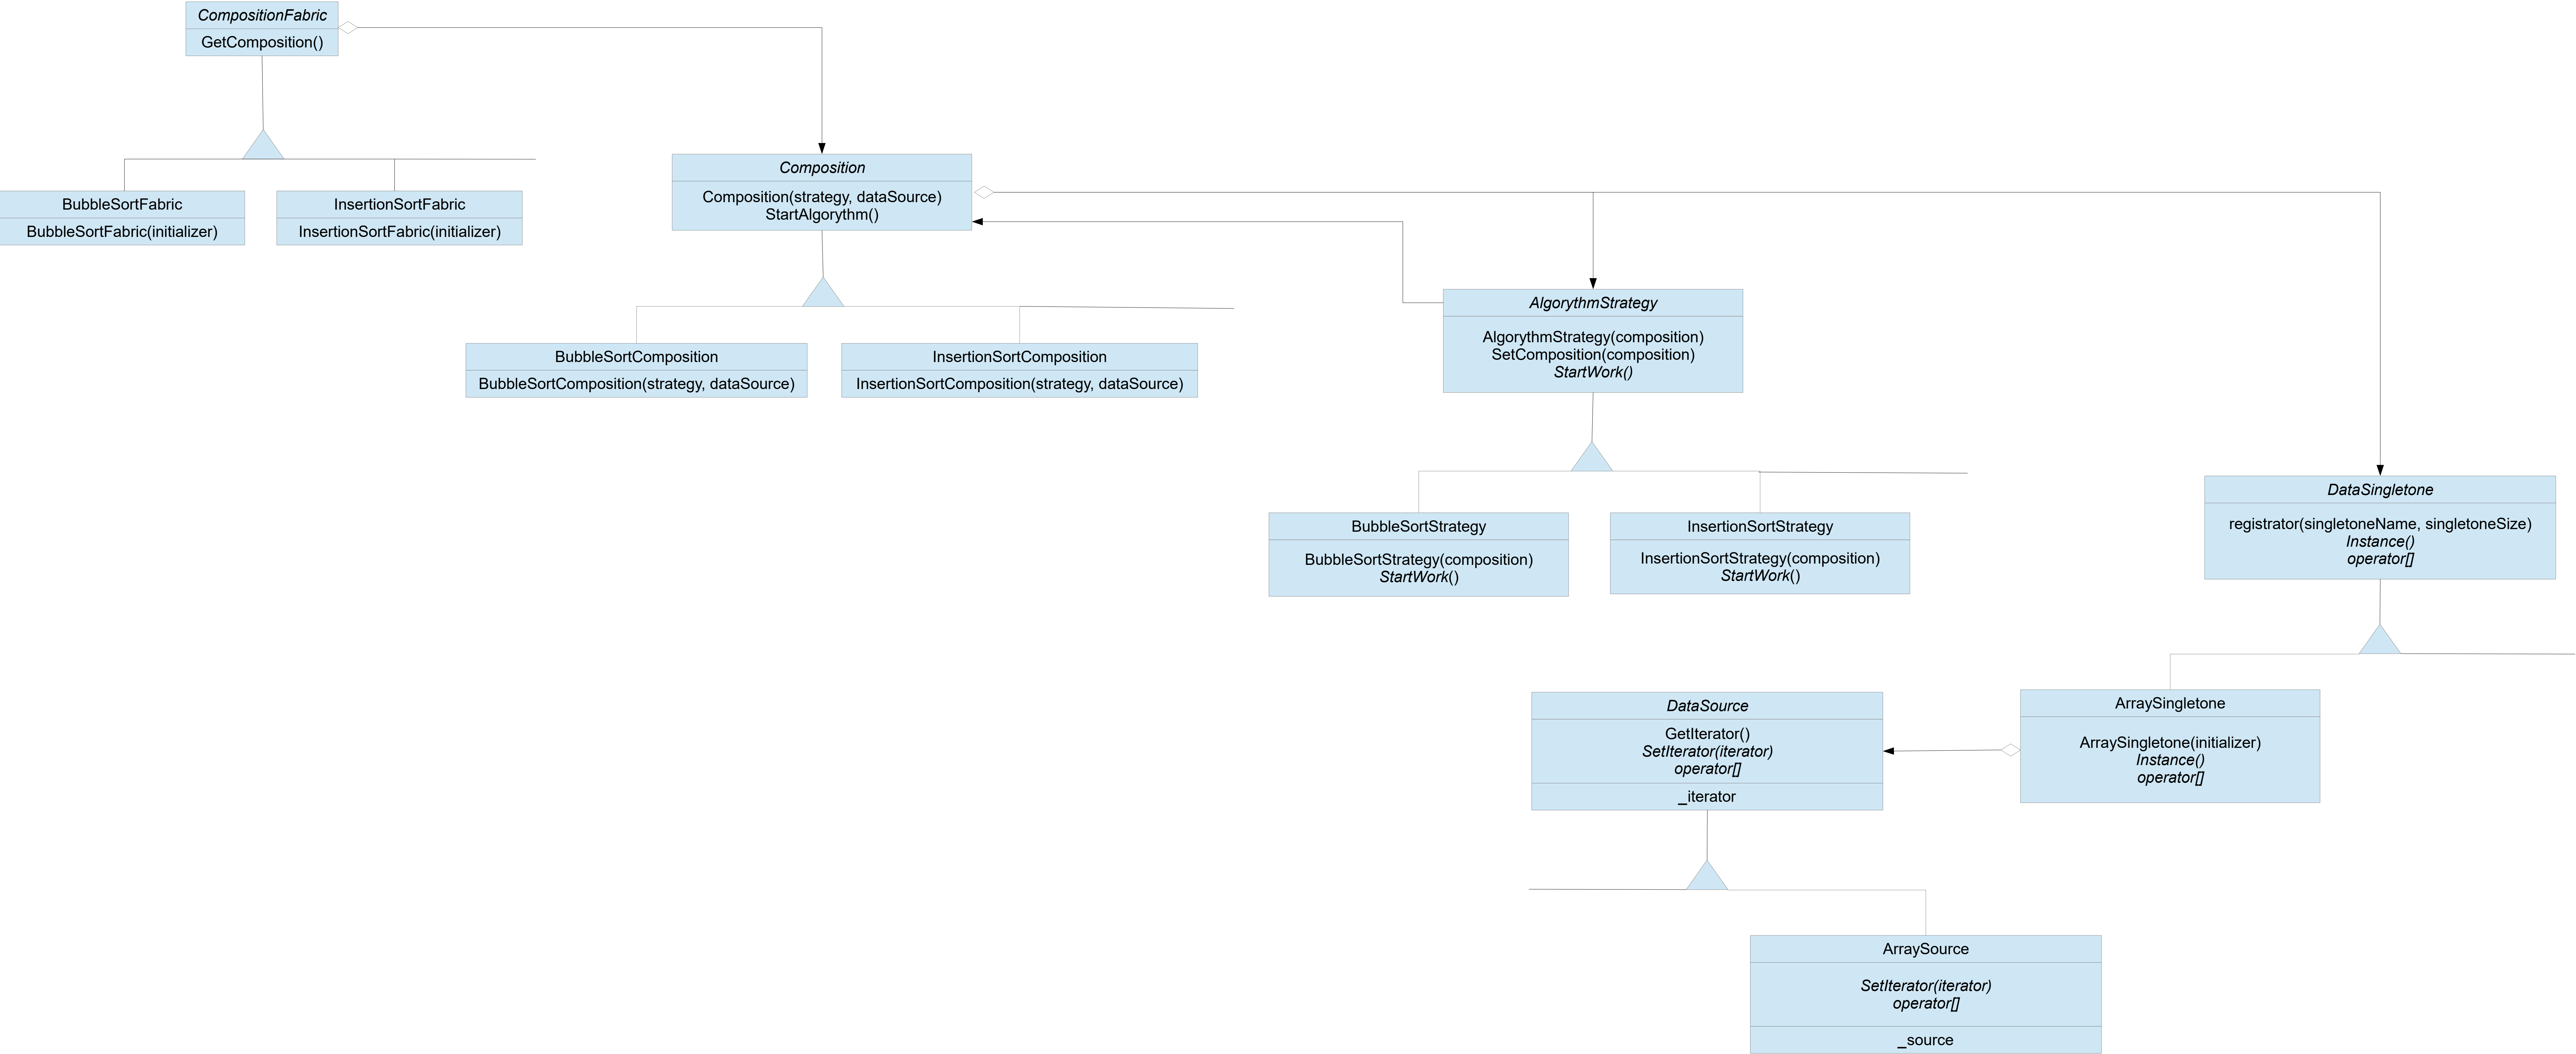 CompositionFabric
GetComposition()
BubbleSortFabric
BubbleSortFabric(initializer)
InsertionSortFabric
InsertionSortFabric(initializer)
Composition
Composition(strategy, dataSource)
StartAlgorythm()
BubbleSortComposition
BubbleSortComposition(strategy, dataSource)
InsertionSortComposition
InsertionSortComposition(strategy, dataSource)
AlgorythmStrategy
AlgorythmStrategy(composition)
SetComposition(composition)
StartWork()
BubbleSortStrategy
BubbleSortStrategy(composition)
StartWork()
InsertionSortStrategy
InsertionSortStrategy(composition)
StartWork()
DataSingletone
registrator(singletoneName, singletoneSize)
Instance()
operator[]
ArraySingletone
ArraySingletone(initializer)
Instance()
operator[]
DataSource
GetIterator()
SetIterator(iterator)
operator[]
_iterator
ArraySource
SetIterator(iterator)
operator[]
_source